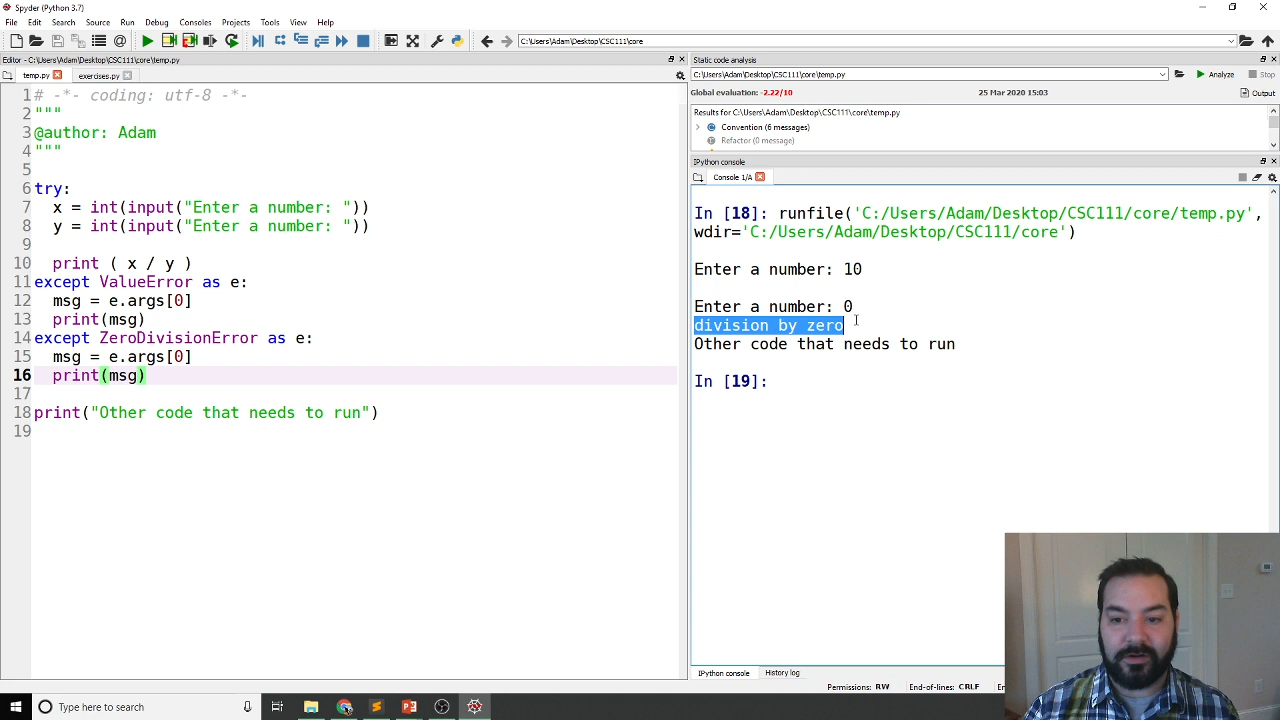 Spyder (Python 3.7)
File Edit Search Source Run Debug Consoles Projects Tools View Help
C:\Users\Adam\Desktop\CSC111\core
Editor - C:\Users\Adam\Desktop\CSC111\core\temp.py
temp.py exercises.py
1 # -*- coding: utf-8 -*-
2 """
3 @author: Adam
4 """
5
6 try:
7 x = int(input("Enter a number: "))
8 y = int(input("Enter a number: "))
9
10 print ( x / y )
11 except ValueError as e:
12 msg = e.args[0]
13 print(msg)
14 except ZeroDivisionError as e:
15 msg = e.args[0]
16 print(msg)
17
18 print("Other code that needs to run")
19
Static code analysis
C:\Users\Adam\Desktop\CSC111\core\temp.py Analyze Stop
Global evaluation: -2.22/10 25 Mar 2020 15:03 Output
Results for C:\Users\Adam\Desktop\CSC111\core\temp.py
Convention (6 messages)
Refactor (0 message)
IPython console
Console 1/A
In [18]: runfile('C:/Users/Adam/Desktop/CSC111/core/temp.py',
wdir='C:/Users/Adam/Desktop/CSC111/core')
Enter a number: 10
Enter a number: 0
division by zero
Other code that needs to run
In [19]:
IPython console History log
Permissions: RW End-of-lines: CRLF
Type here to search